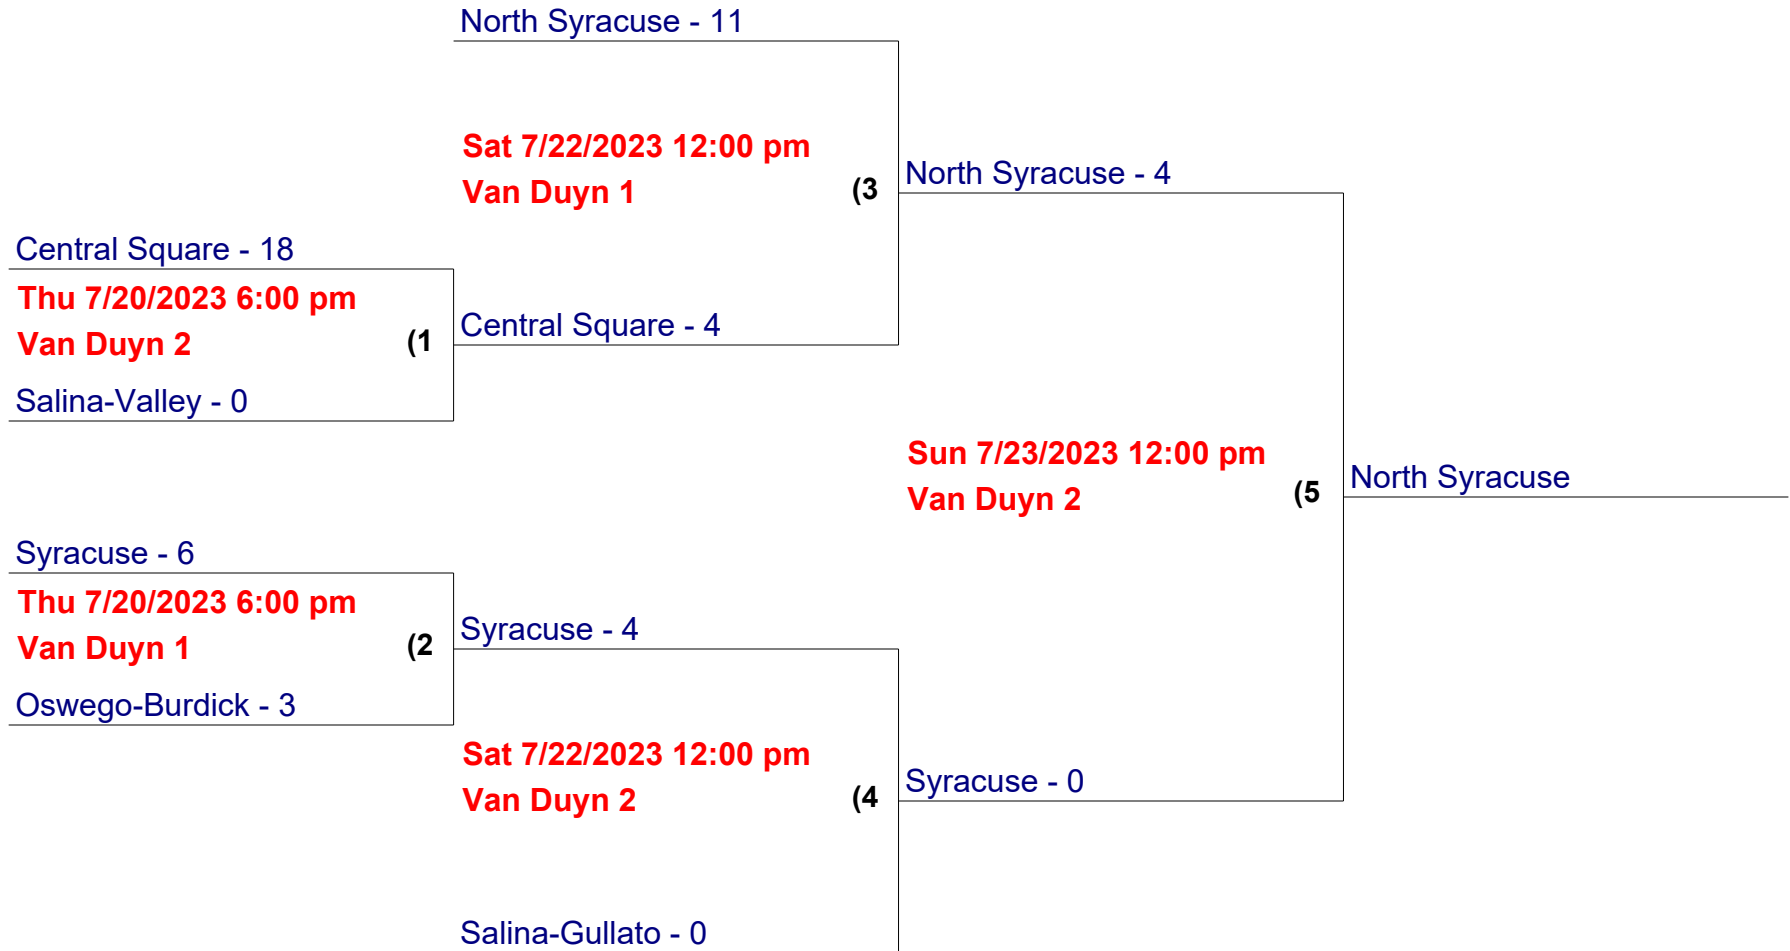 North Syracuse - 11
Sat 7/22/2023 12:00 pm
Van Duyn 1
(3
North Syracuse - 4
Central Square - 18
Thu 7/20/2023 6:00 pm
Van Duyn 2
(1
Central Square - 4
Salina-Valley - 0
Sun 7/23/2023 12:00 pm
Van Duyn 2
(5
North Syracuse
Syracuse - 6
Thu 7/20/2023 6:00 pm
Van Duyn 1
(2
Syracuse - 4
Oswego-Burdick - 3
Sat 7/22/2023 12:00 pm
Van Duyn 2
(4
Syracuse - 0
Salina-Gullato - 0